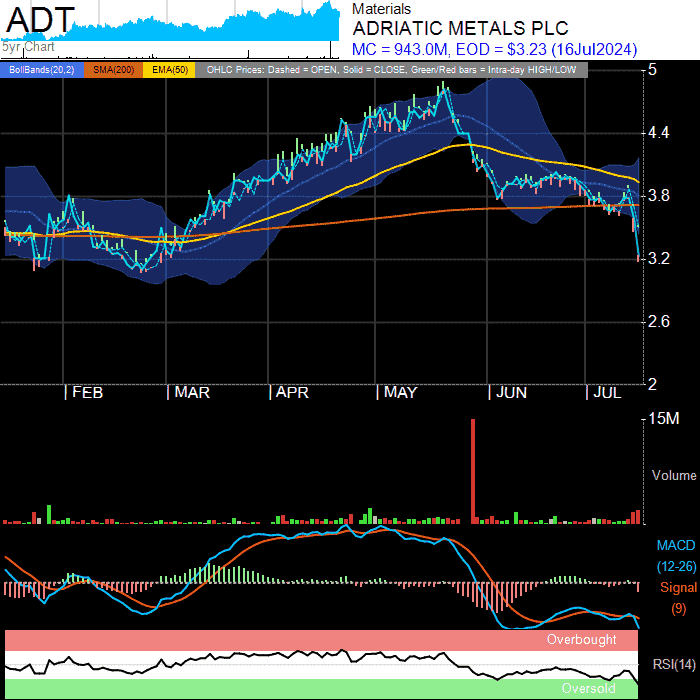 ADT
5yr Chart
Materials
ADRIATIC METALS PLC
MC = 943.0M, EOD = $3.23 (16Jul2024)
BollBands(20,2) SMA(200) EMA(50) OHLC Prices: Dashed = OPEN, Solid = CLOSE, Green/Red bars = Intra-day HIGH/LOW
5
4.4
3.8
3.2
2.6
2
| FEB | MAR | APR | MAY | JUN | JUL
15M
Volume
MACD
(12-26)
Signal
(9)
Overbought
RSI(14)
Oversold